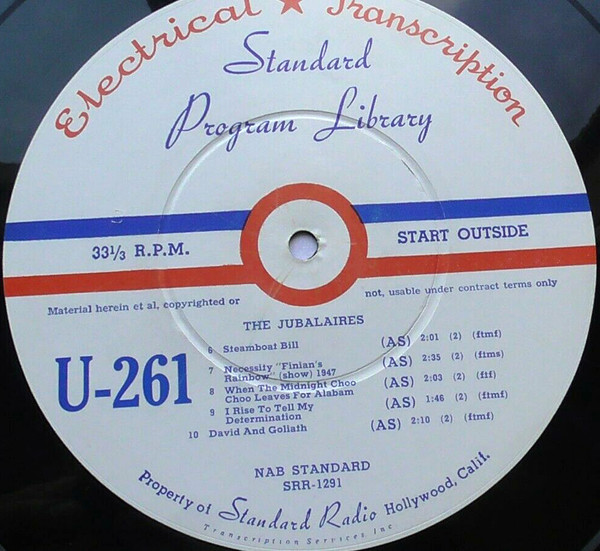 Electrical ★ Transcription
Standard
Program Library
33⅓ R.P.M.
START OUTSIDE
Material herein et al, copyrighted or not, usable under contract terms only
THE JUBALAIRES
U-261
6 Steamboat Bill (AS) 2:01 (2) (ftmf)
7 Necessity "Finian's
Rainbow" (show) 1947 (AS) 2:35 (2) (ftms)
8 When The Midnight Choo
Choo Leaves For Alabam (AS) 2:03 (2) (ftf)
9 I Rise To Tell My
Determination (AS) 1:46 (2) (ftmf)
10 David And Goliath (AS) 2:10 (2) (ftmf)
NAB STANDARD
SRR-1291
Property of Standard Radio Hollywood, Calif.
Transcription Services Inc